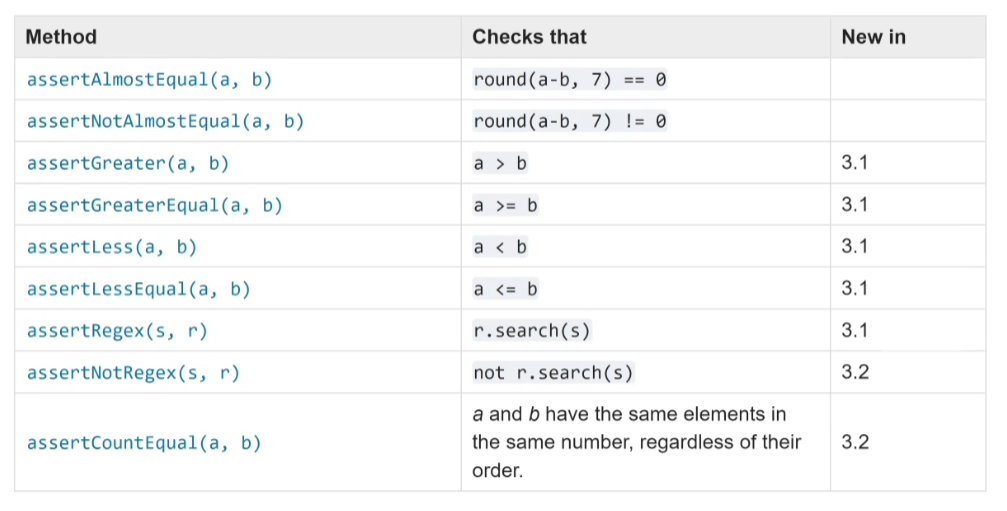 Method Checks that New in
assertAlmostEqual(a, b) round(a-b, 7) == 0
assertNotAlmostEqual(a, b) round(a-b, 7) != 0
assertGreater(a, b) a > b 3.1
assertGreaterEqual(a, b) a >= b 3.1
assertLess(a, b) a < b 3.1
assertLessEqual(a, b) a <= b 3.1
assertRegex(s, r) r.search(s) 3.1
assertNotRegex(s, r) not r.search(s) 3.2
a and b have the same elements in
assertCountEqual(a, b) the same number, regardless of their 3.2
order.